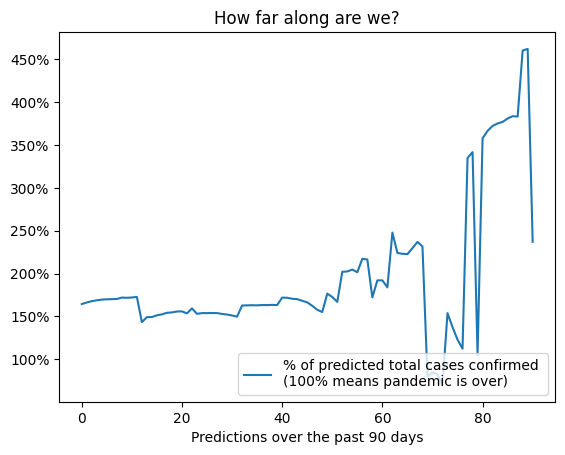 How far along are we?
450%
400%
350%
300%
250%
200%
150%
100%
% of predicted total cases confirmed
(100% means pandemic is over)
0 20 40 60 80
Predictions over the past 90 days